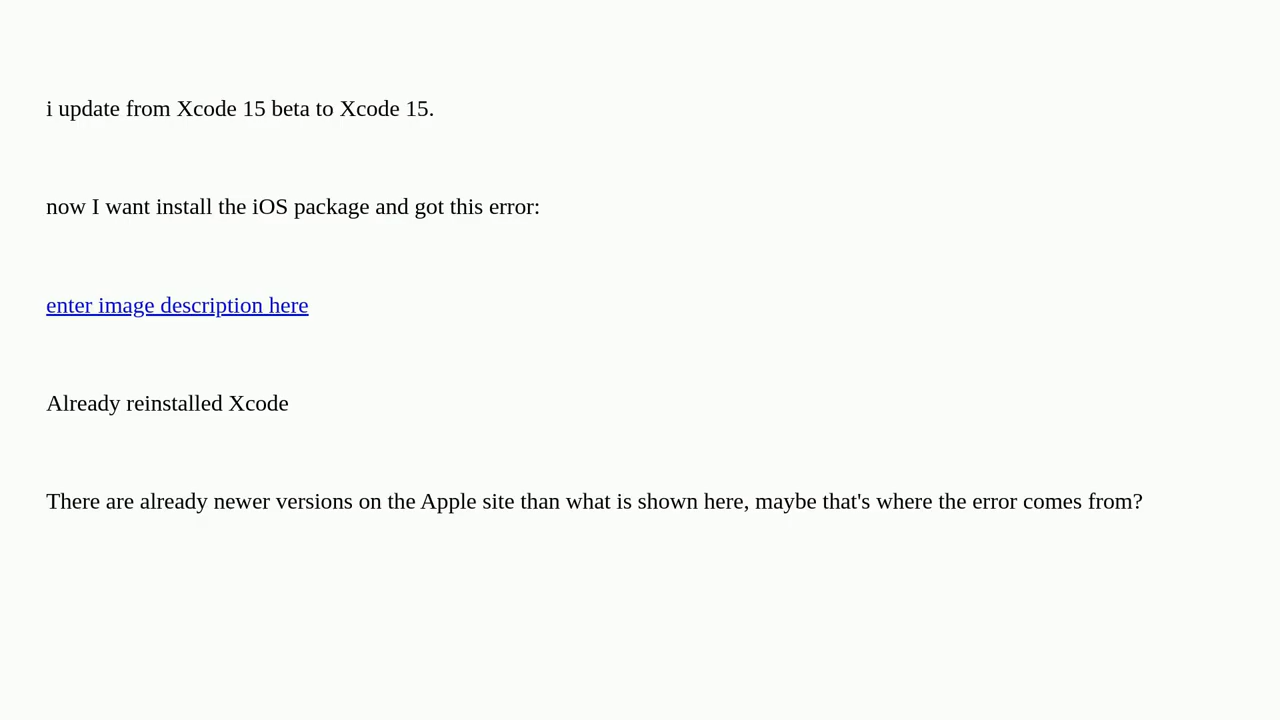 i update from Xcode 15 beta to Xcode 15.
now I want install the iOS package and got this error:
enter image description here
Already reinstalled Xcode
There are already newer versions on the Apple site than what is shown here, maybe that's where the error comes from?